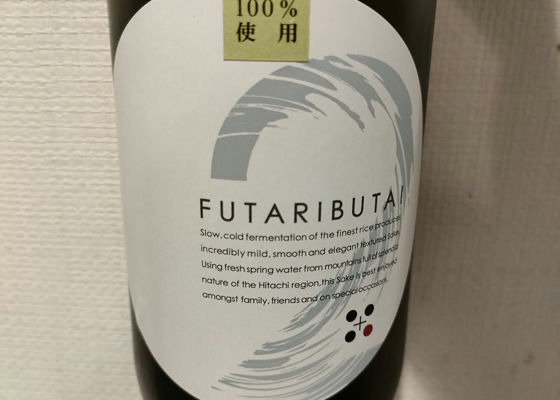 100%
使用
FUTARIBUTAI
Slow, cold fermentation of the finest rice produces
incredibly mild, smooth and elegant textured Sake.
Using fresh spring water from mountains full of splendid
nature of the Hitachi region, this Sake is best enjoyed
amongst family, friends and on special occasions.